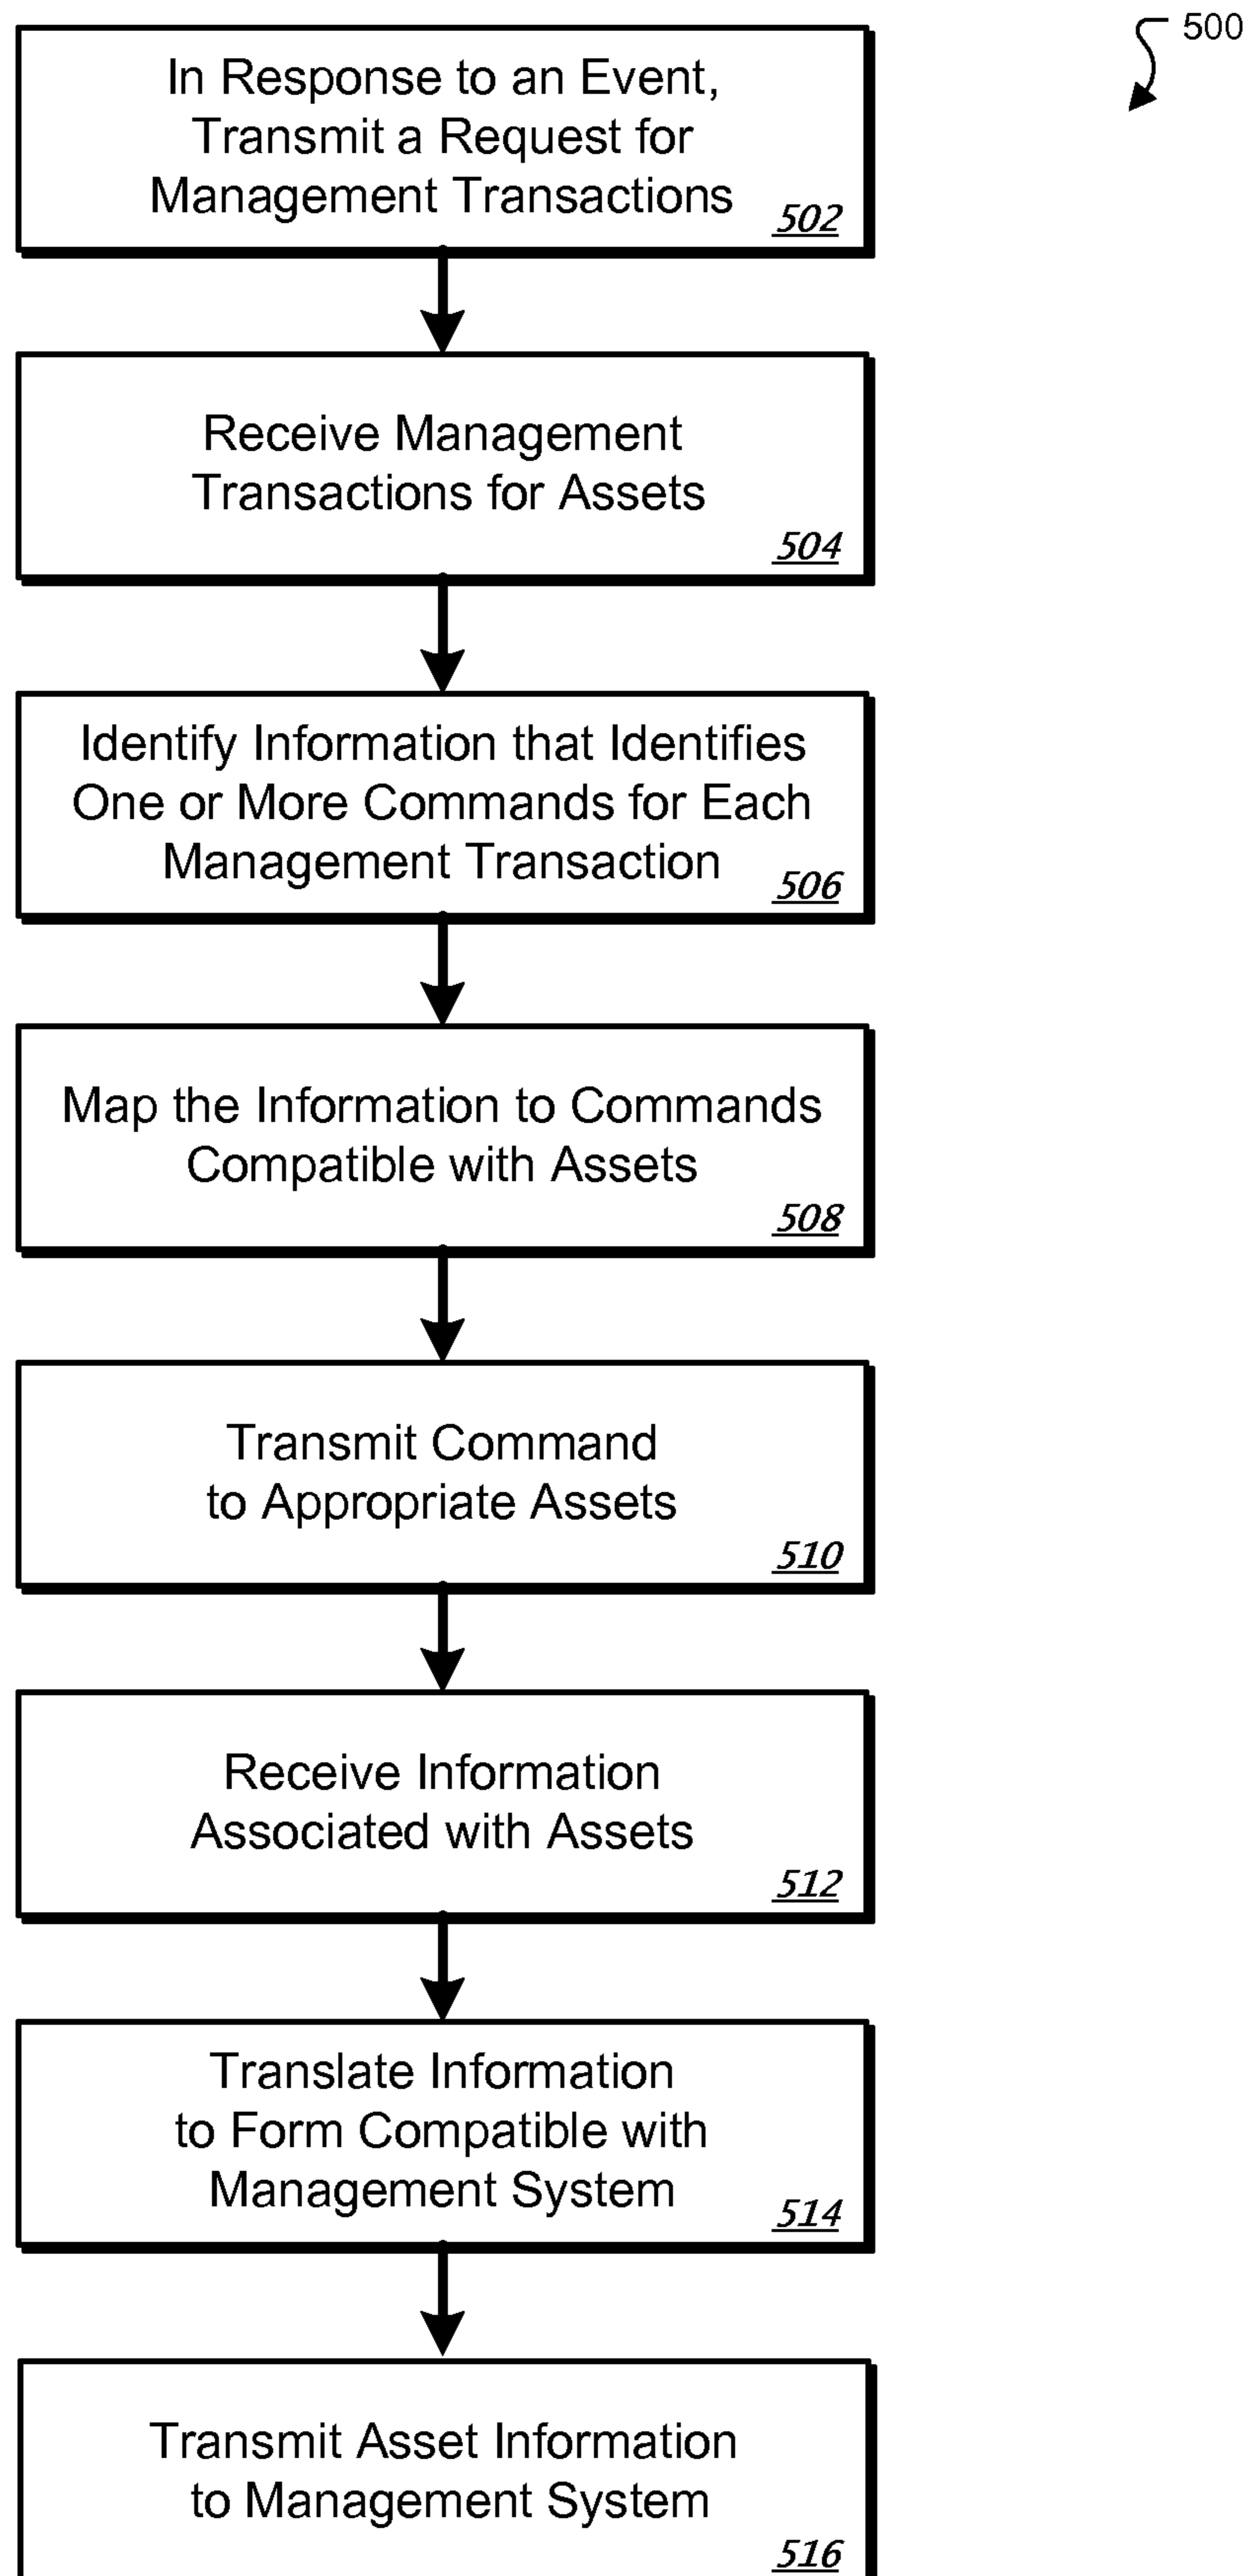 500
In Response to an Event,
Transmit a Request for
Management Transactions
502
Receive Management
Transactions for Assets
504
Identify Information that Identifies
One or More Commands for Each
Management Transaction
506
Map the Information to Commands
Compatible with Assets
508
Transmit Command
to Appropriate Assets
510
Receive Information
Associated with Assets
512
Translate Information
to Form Compatible with
Management System
514
Transmit Asset Information
to Management System
516